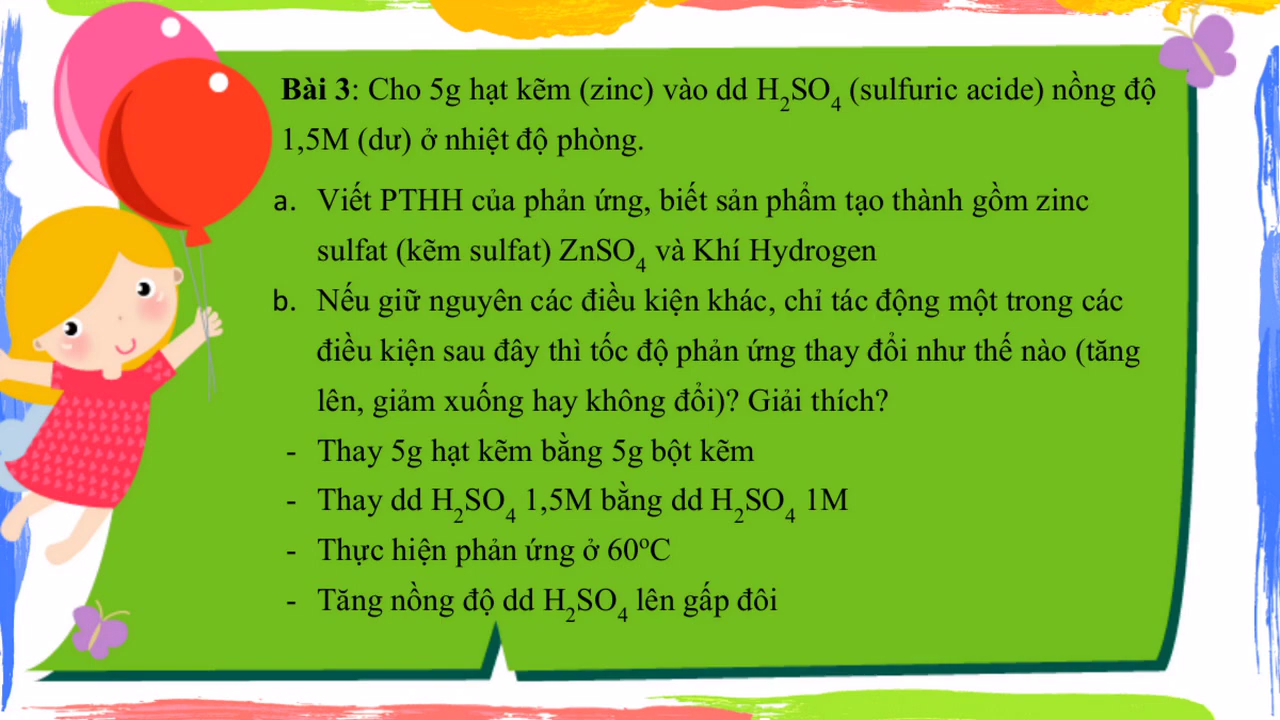 Bài 3: Cho 5g hạt kẽm (zinc) vào dd H₂SO₄ (sulfuric acide) nồng độ
1,5M (dư) ở nhiệt độ phòng.
a. Viết PTHH của phản ứng, biết sản phẩm tạo thành gồm zinc
sulfat (kẽm sulfat) ZnSO₄ và Khí Hydrogen
b. Nếu giữ nguyên các điều kiện khác, chỉ tác động một trong các
điều kiện sau đây thì tốc độ phản ứng thay đổi như thế nào (tăng
lên, giảm xuống hay không đổi)? Giải thích?
- Thay 5g hạt kẽm bằng 5g bột kẽm
- Thay dd H₂SO₄ 1,5M bằng dd H₂SO₄ 1M
- Thực hiện phản ứng ở 60ºC
- Tăng nồng độ dd H₂SO₄ lên gấp đôi